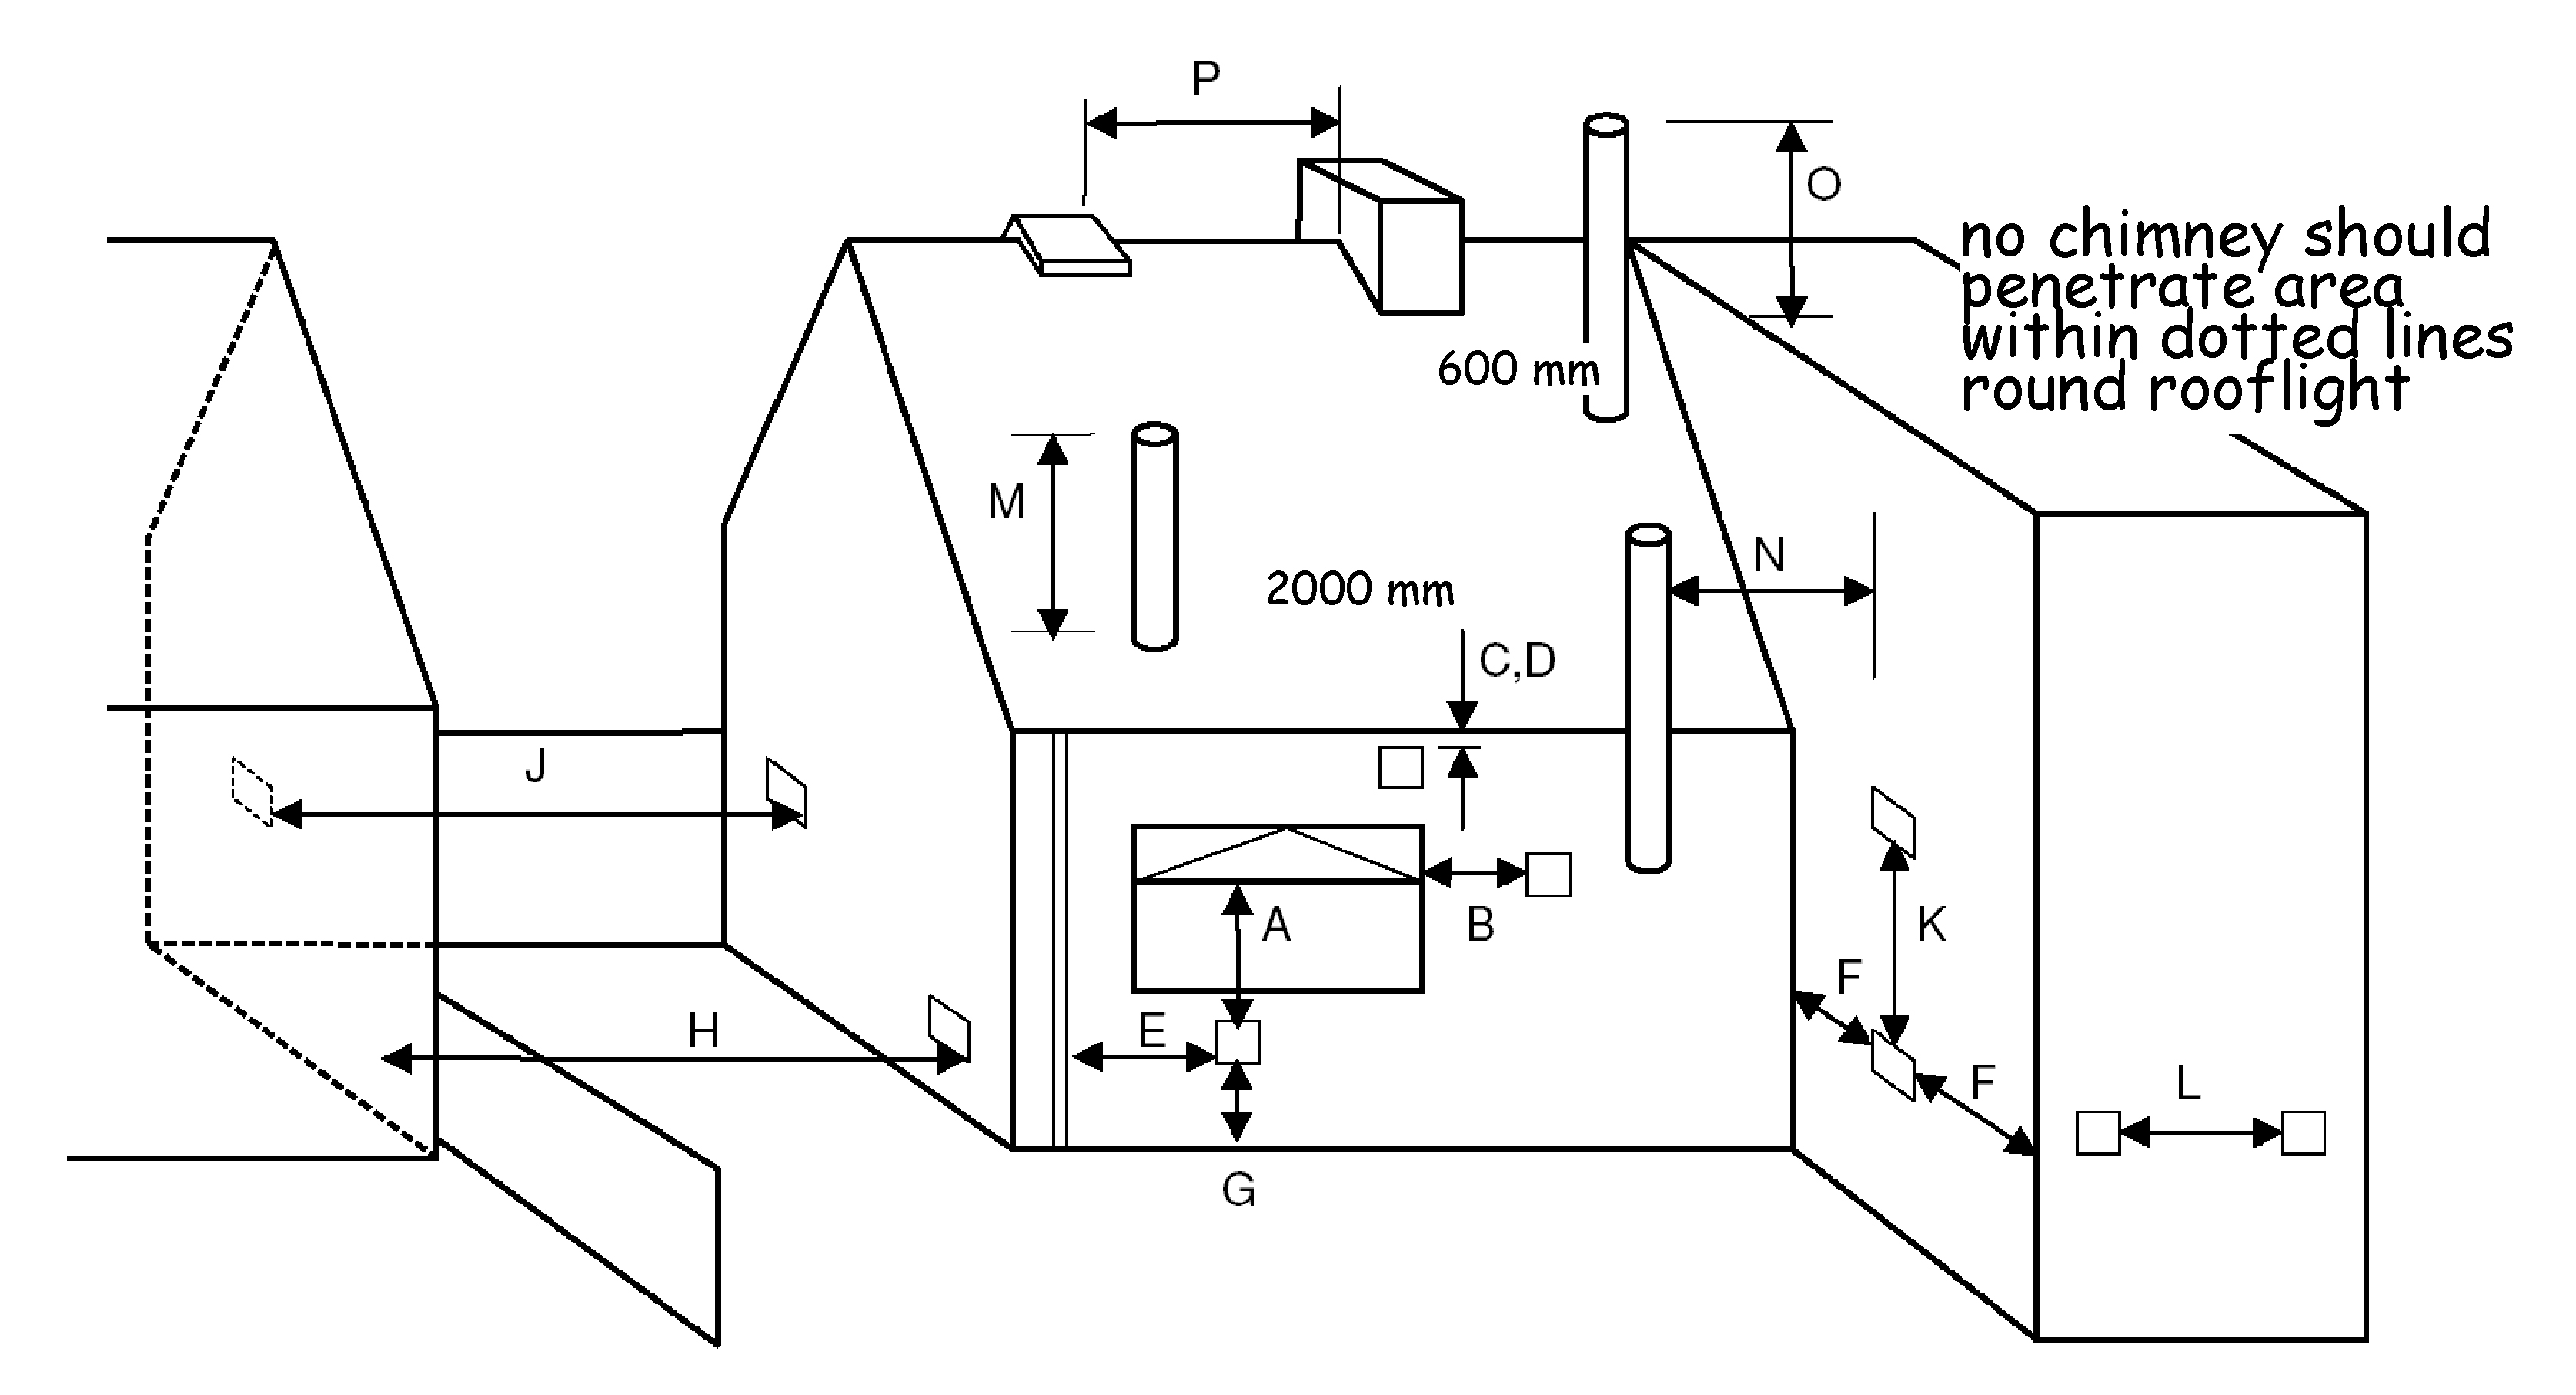 P
O
no chimney should
penetrate area
within dotted lines
round rooflight
600 mm
M
N
2000 mm
C,D
J
A
B
K
F
H
E
F
L
G